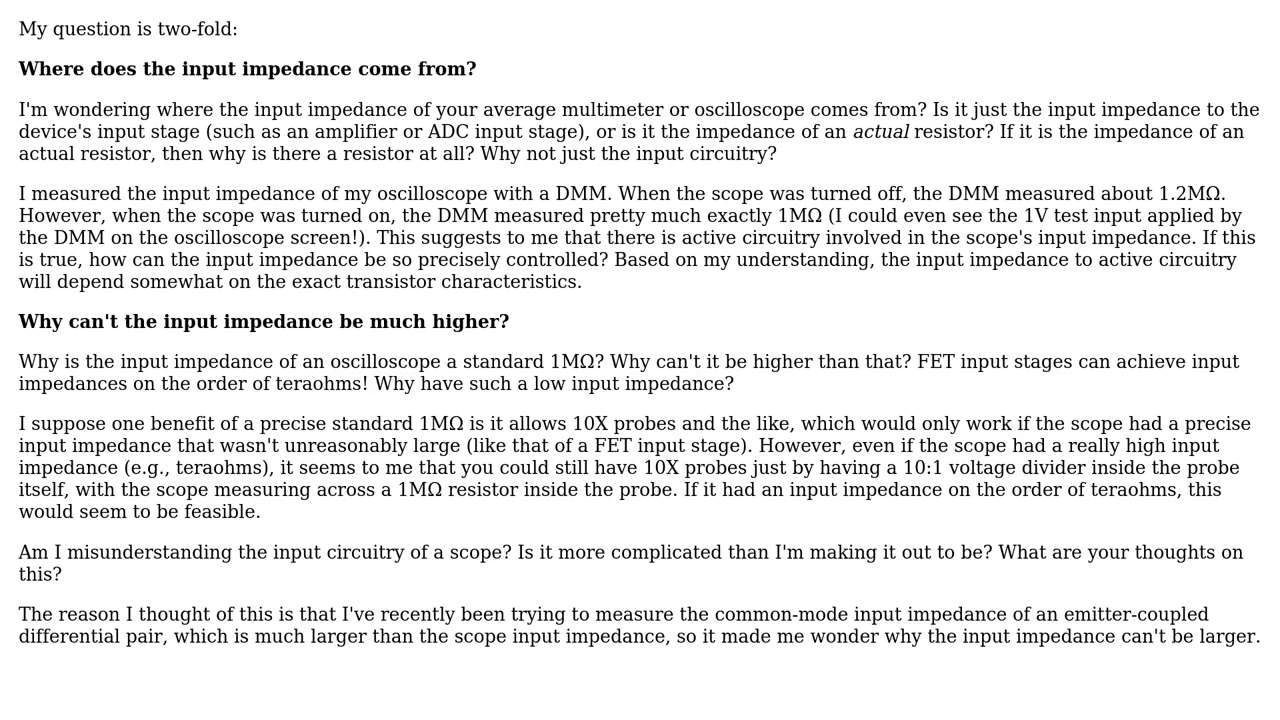 My question is two-fold:
Where does the input impedance come from?
I'm wondering where the input impedance of your average multimeter or oscilloscope comes from? Is it just the input impedance to the
device's input stage (such as an amplifier or ADC input stage), or is it the impedance of an actual resistor? If it is the impedance of an
actual resistor, then why is there a resistor at all? Why not just the input circuitry?
I measured the input impedance of my oscilloscope with a DMM. When the scope was turned off, the DMM measured about 1.2MΩ.
However, when the scope was turned on, the DMM measured pretty much exactly 1MΩ (I could even see the 1V test input applied by
the DMM on the oscilloscope screen!). This suggests to me that there is active circuitry involved in the scope's input impedance. If this
is true, how can the input impedance be so precisely controlled? Based on my understanding, the input impedance to active circuitry
will depend somewhat on the exact transistor characteristics.
Why can't the input impedance be much higher?
Why is the input impedance of an oscilloscope a standard 1MΩ? Why can't it be higher than that? FET input stages can achieve input
impedances on the order of teraohms! Why have such a low input impedance?
I suppose one benefit of a precise standard 1MΩ is it allows 10X probes and the like, which would only work if the scope had a precise
input impedance that wasn't unreasonably large (like that of a FET input stage). However, even if the scope had a really high input
impedance (e.g., teraohms), it seems to me that you could still have 10X probes just by having a 10:1 voltage divider inside the probe
itself, with the scope measuring across a 1MΩ resistor inside the probe. If it had an input impedance on the order of teraohms, this
would seem to be feasible.
Am I misunderstanding the input circuitry of a scope? Is it more complicated than I'm making it out to be? What are your thoughts on
this?
The reason I thought of this is that I've recently been trying to measure the common-mode input impedance of an emitter-coupled
differential pair, which is much larger than the scope input impedance, so it made me wonder why the input impedance can't be larger.